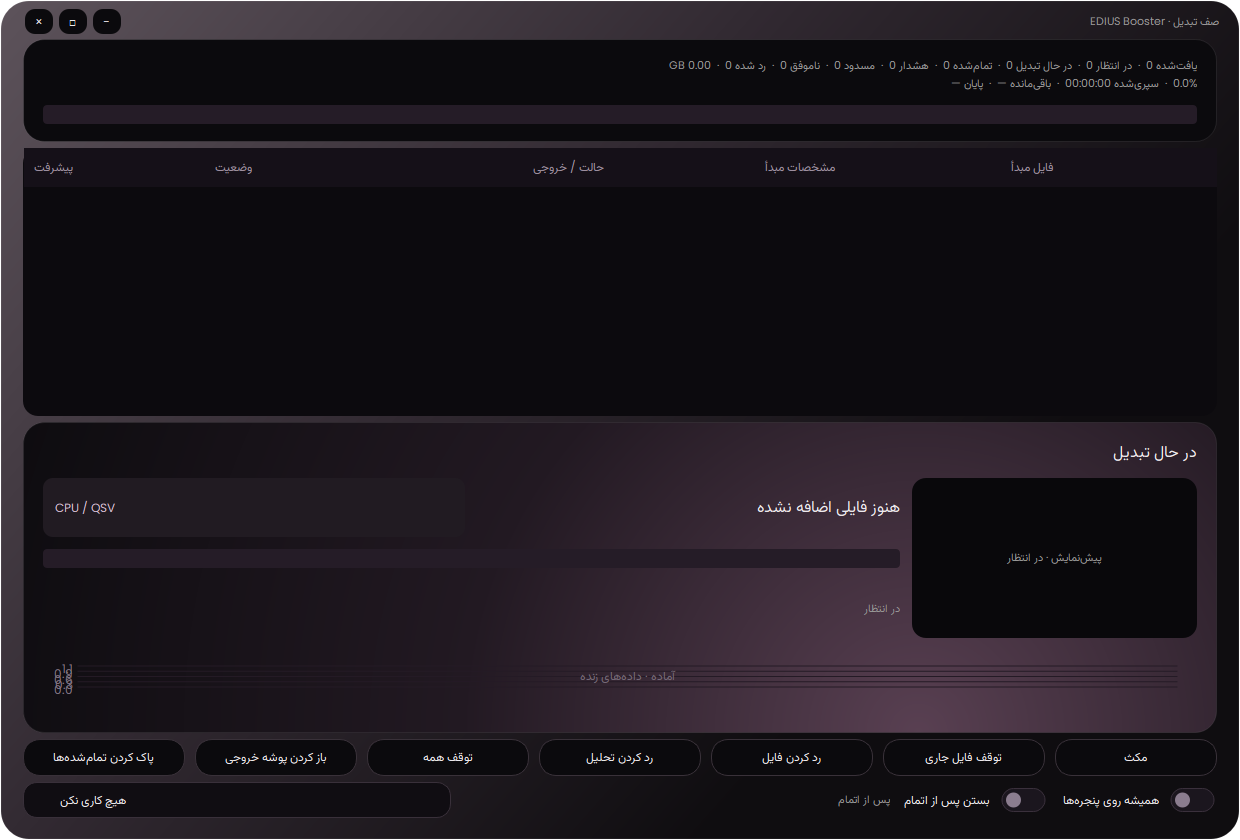 صف تبدیل · EDIUS Booster
یافت‌شده 0 · در انتظار 0 · در حال تبدیل 0 · تمام‌شده 0 · هشدار 0 · مسدود 0 · ناموفق 0 · رد شده 0 · 0.00 GB
0.0% · سپری‌شده 00:00:00 · باقی‌مانده — · پایان —
فایل مبدأ
مشخصات مبدأ
حالت / خروجی
وضعیت
پیشرفت
در حال تبدیل
پیش‌نمایش · در انتظار
هنوز فایلی اضافه نشده
CPU / QSV
در انتظار
آماده · داده‌های زنده
1.1
0.0
مکث
توقف فایل جاری
رد کردن فایل
رد کردن تحلیل
توقف همه
باز کردن پوشه خروجی
پاک کردن تمام‌شده‌ها
همیشه روی پنجره‌ها
بستن پس از اتمام
پس از اتمام
هیچ کاری نکن